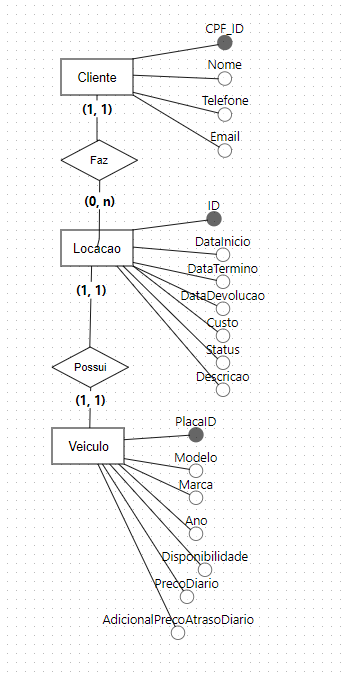 CPF_ID
Nome
Cliente
Telefone
(1, 1)
Email
Faz
(0, n)
ID
DataInicio
Locacao
DataTermino
(1, 1)
DataDevolucao
Custo
Status
Possui
Descricao
(1, 1)
PlacaID
Veiculo
Modelo
Marca
Ano
Disponibilidade
PrecoDiario
AdicionalPrecoAtrasoDiario